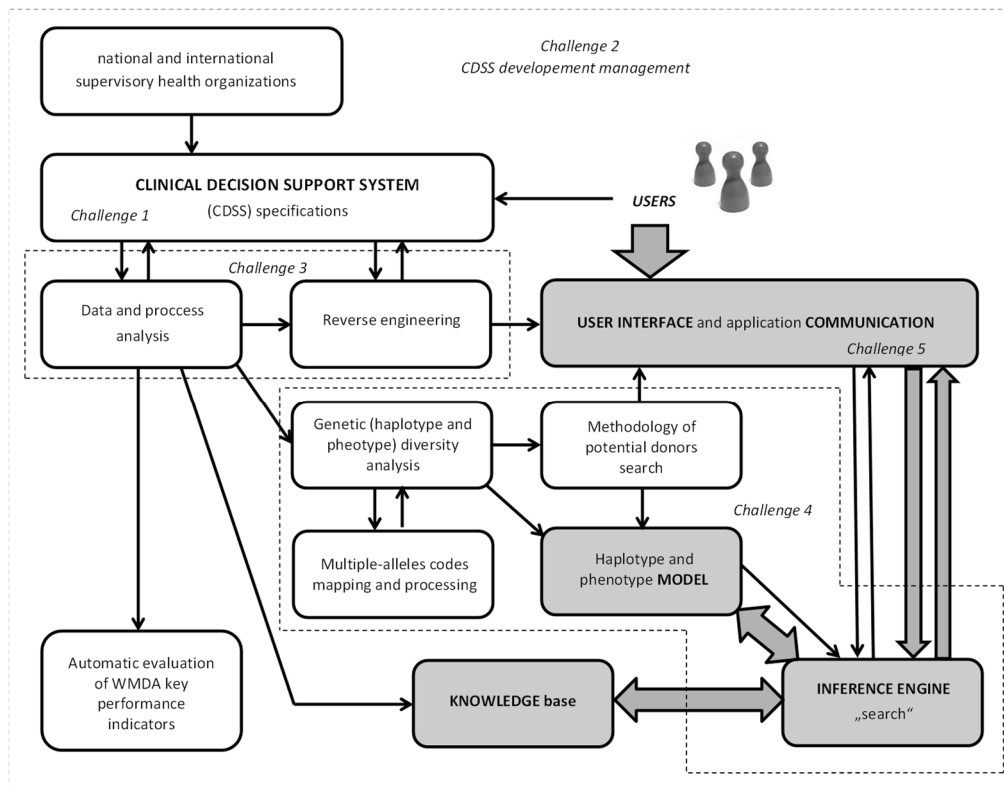 national and international
supervisory health organizations
Challenge 2
CDSS developement management
CLINICAL DECISION SUPPORT SYSTEM
(CDSS) specifications
Challenge 1
USERS
Challenge 3
Data and proccess
analysis
Reverse engineering
USER INTERFACE and application COMMUNICATION
Challenge 5
Genetic (haplotype and
pheotype) diversity
analysis
Methodology of
potential donors
search
Challenge 4
Multiple-alleles codes
mapping and processing
Haplotype and
phenotype MODEL
Automatic evaluation
of WMDA key
performance
indicators
KNOWLEDGE base
INFERENCE ENGINE
„search“